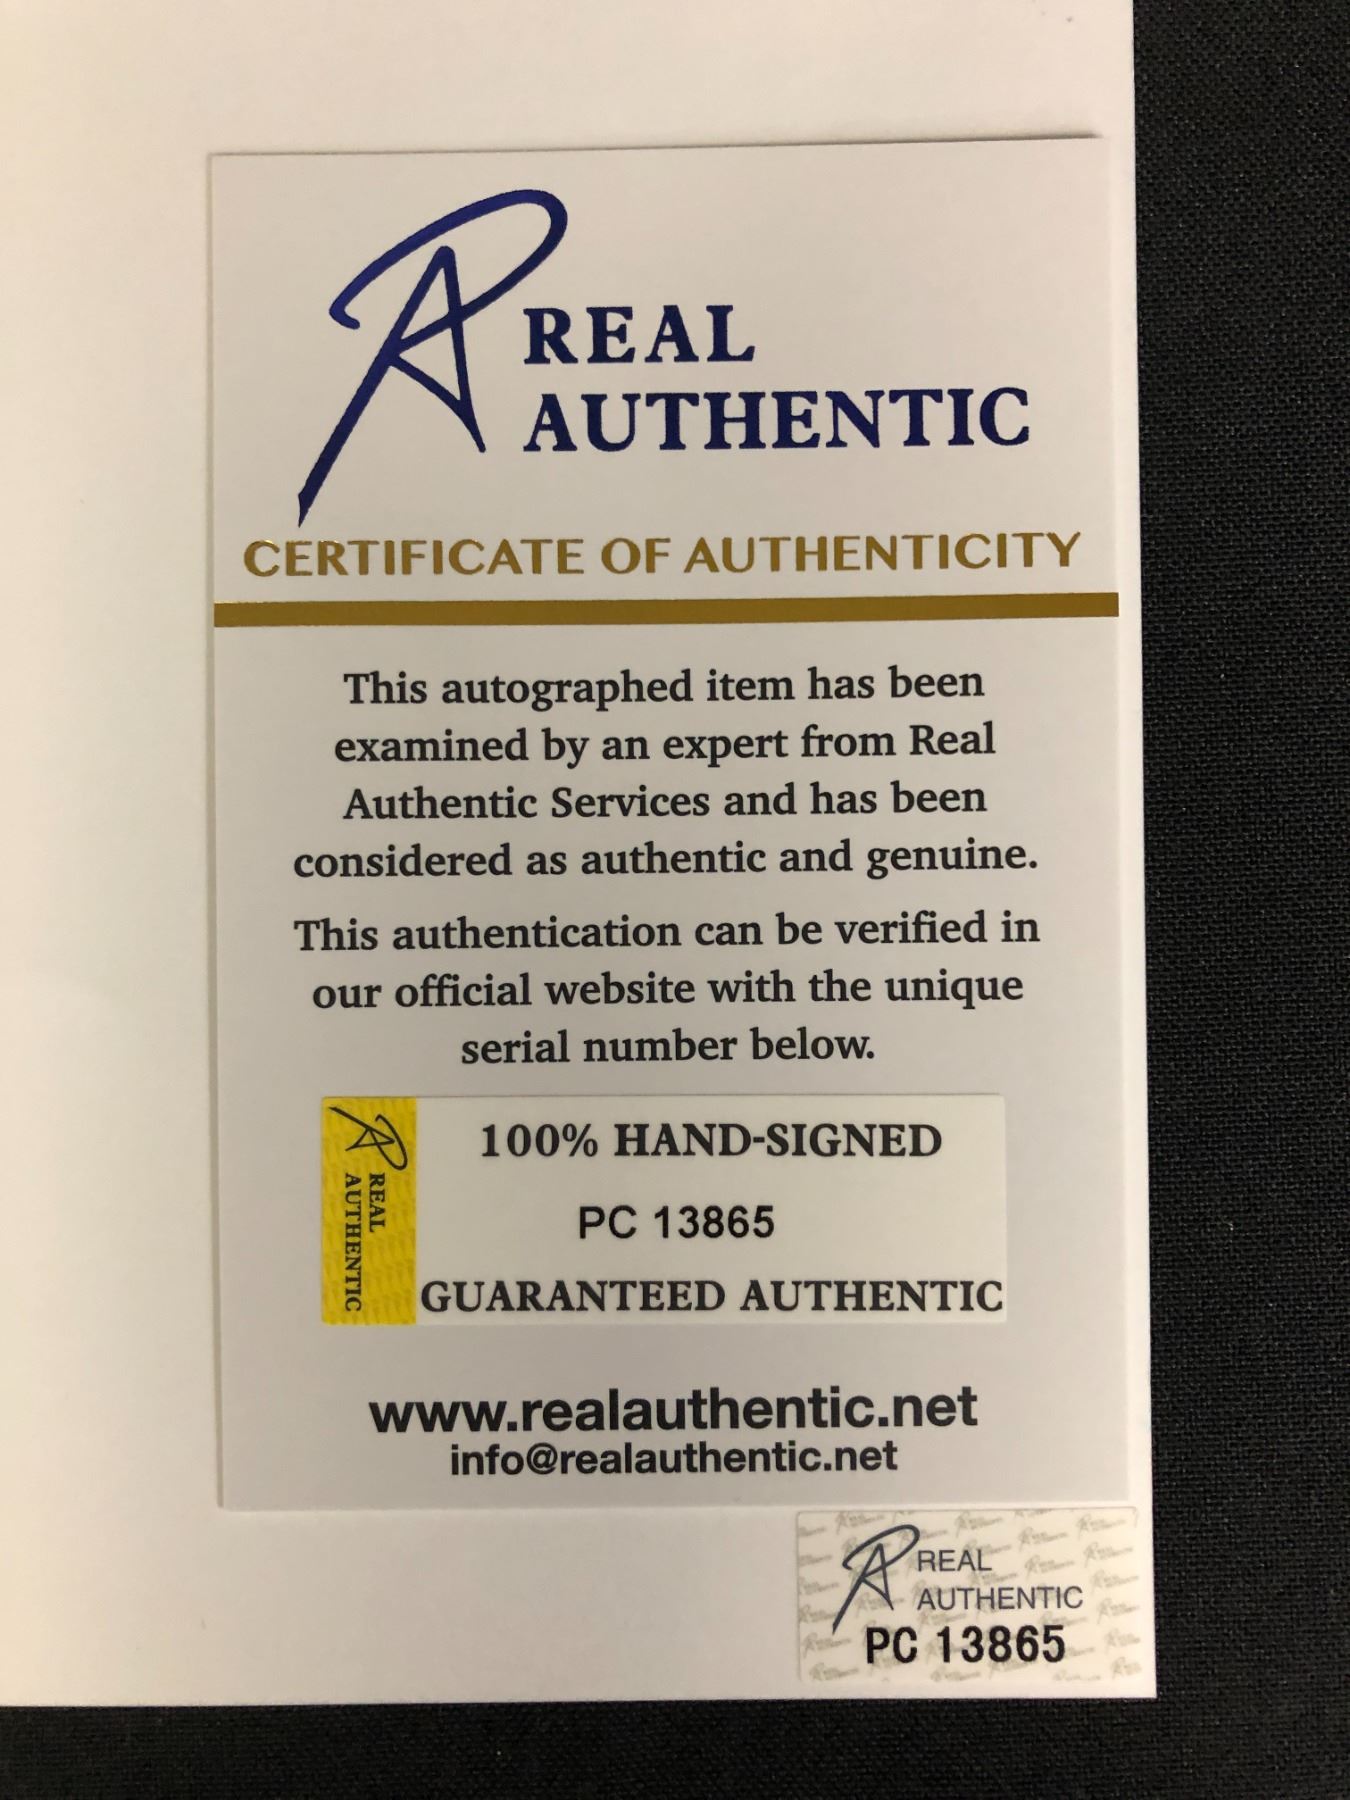 REAL
AUTHENTIC
CERTIFICATE OF AUTHENTICITY
This autographed item has been
examined by an expert from Real
Authentic Services and has been
considered as authentic and genuine.
This authentication can be verified in
our official website with the unique
serial number below.
REAL
AUTHENTIC
100% HAND-SIGNED
PC 13865
GUARANTEED AUTHENTIC
www.realauthentic.net
info@realauthentic.net
REAL
AUTHENTIC
PC 13865